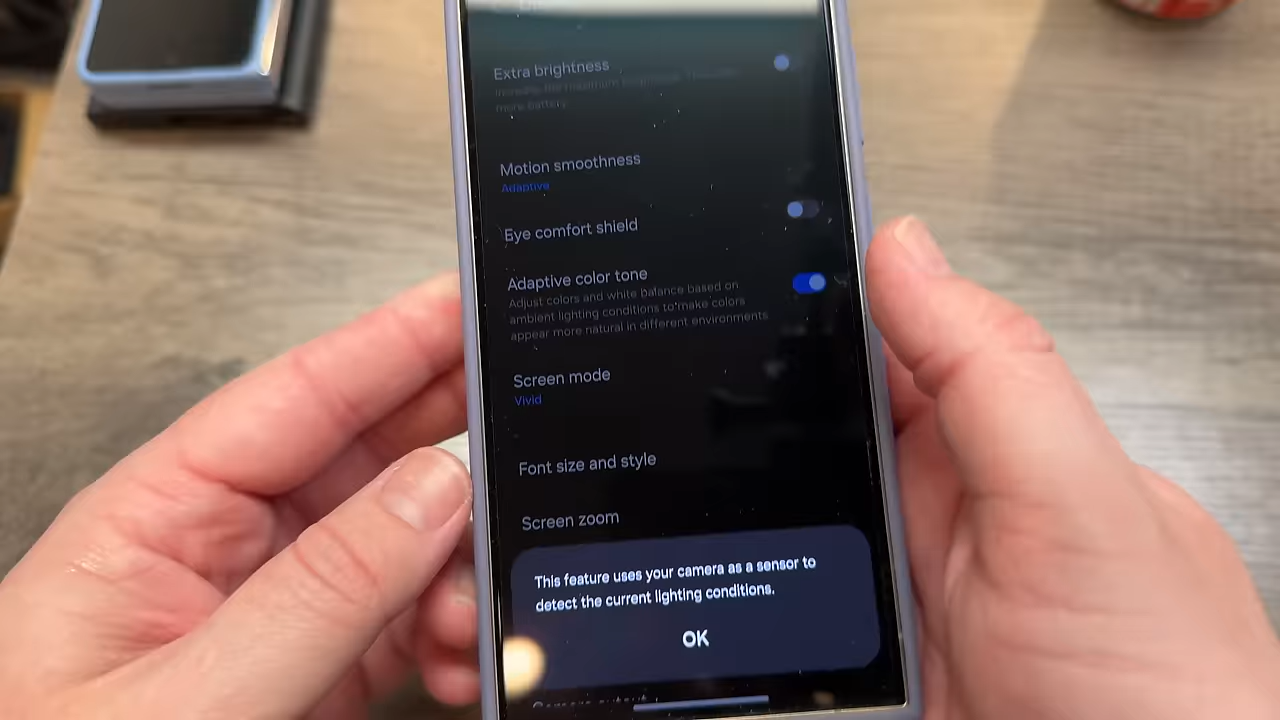 Extra brightness
more battery
Motion smoothness
Adaptive
Eye comfort shield
Adaptive color tone
Adjust colors and white balance based on
ambient lighting conditions to make colors
appear more natural in different environments
Screen mode
Vivid
Font size and style
Screen zoom
This feature uses your camera as a sensor to
detect the current lighting conditions.
OK